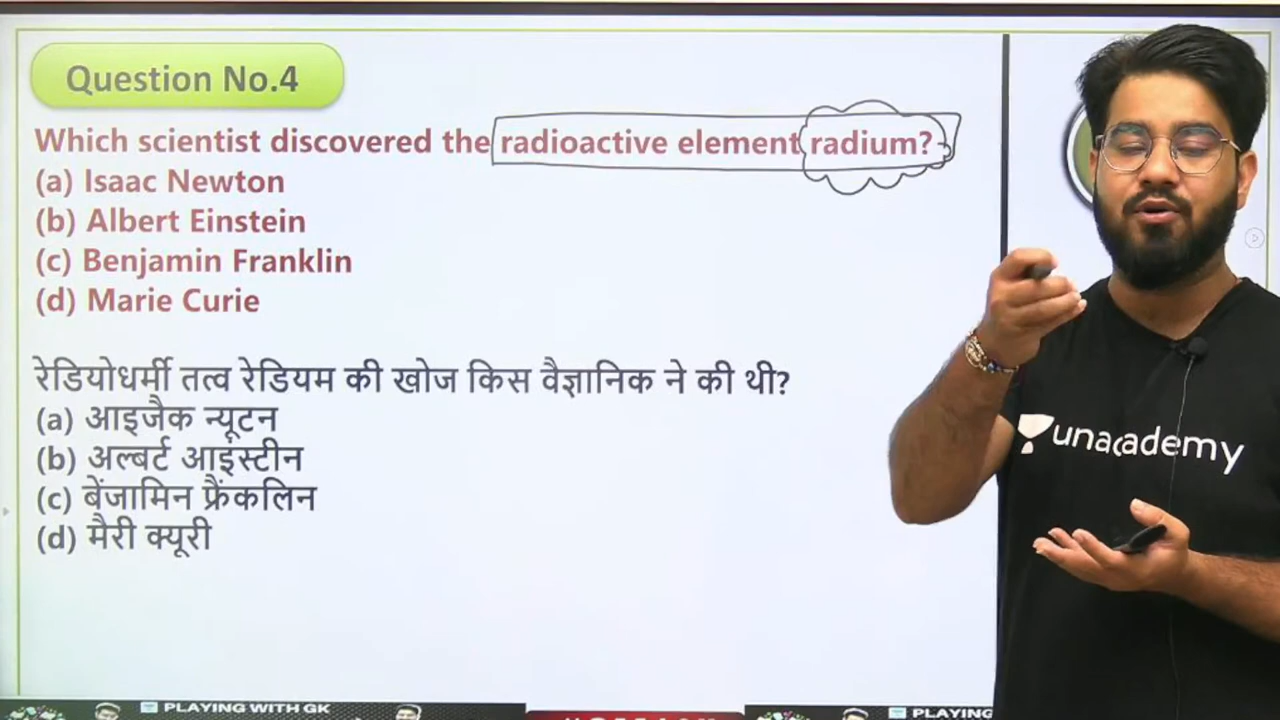 Question No.4
Which scientist discovered the radioactive element radium?
(a) Isaac Newton
(b) Albert Einstein
(c) Benjamin Franklin
(d) Marie Curie
रेडियोधर्मी तत्व रेडियम की खोज किस वैज्ञानिक ने की थी?
(a) आइजैक न्यूटन
(b) अल्बर्ट आइंस्टीन
(c) बेंजामिन फ्रैंकलिन
(d) मैरी क्यूरी
unacademy
PLAYING WITH GK
PLAYING